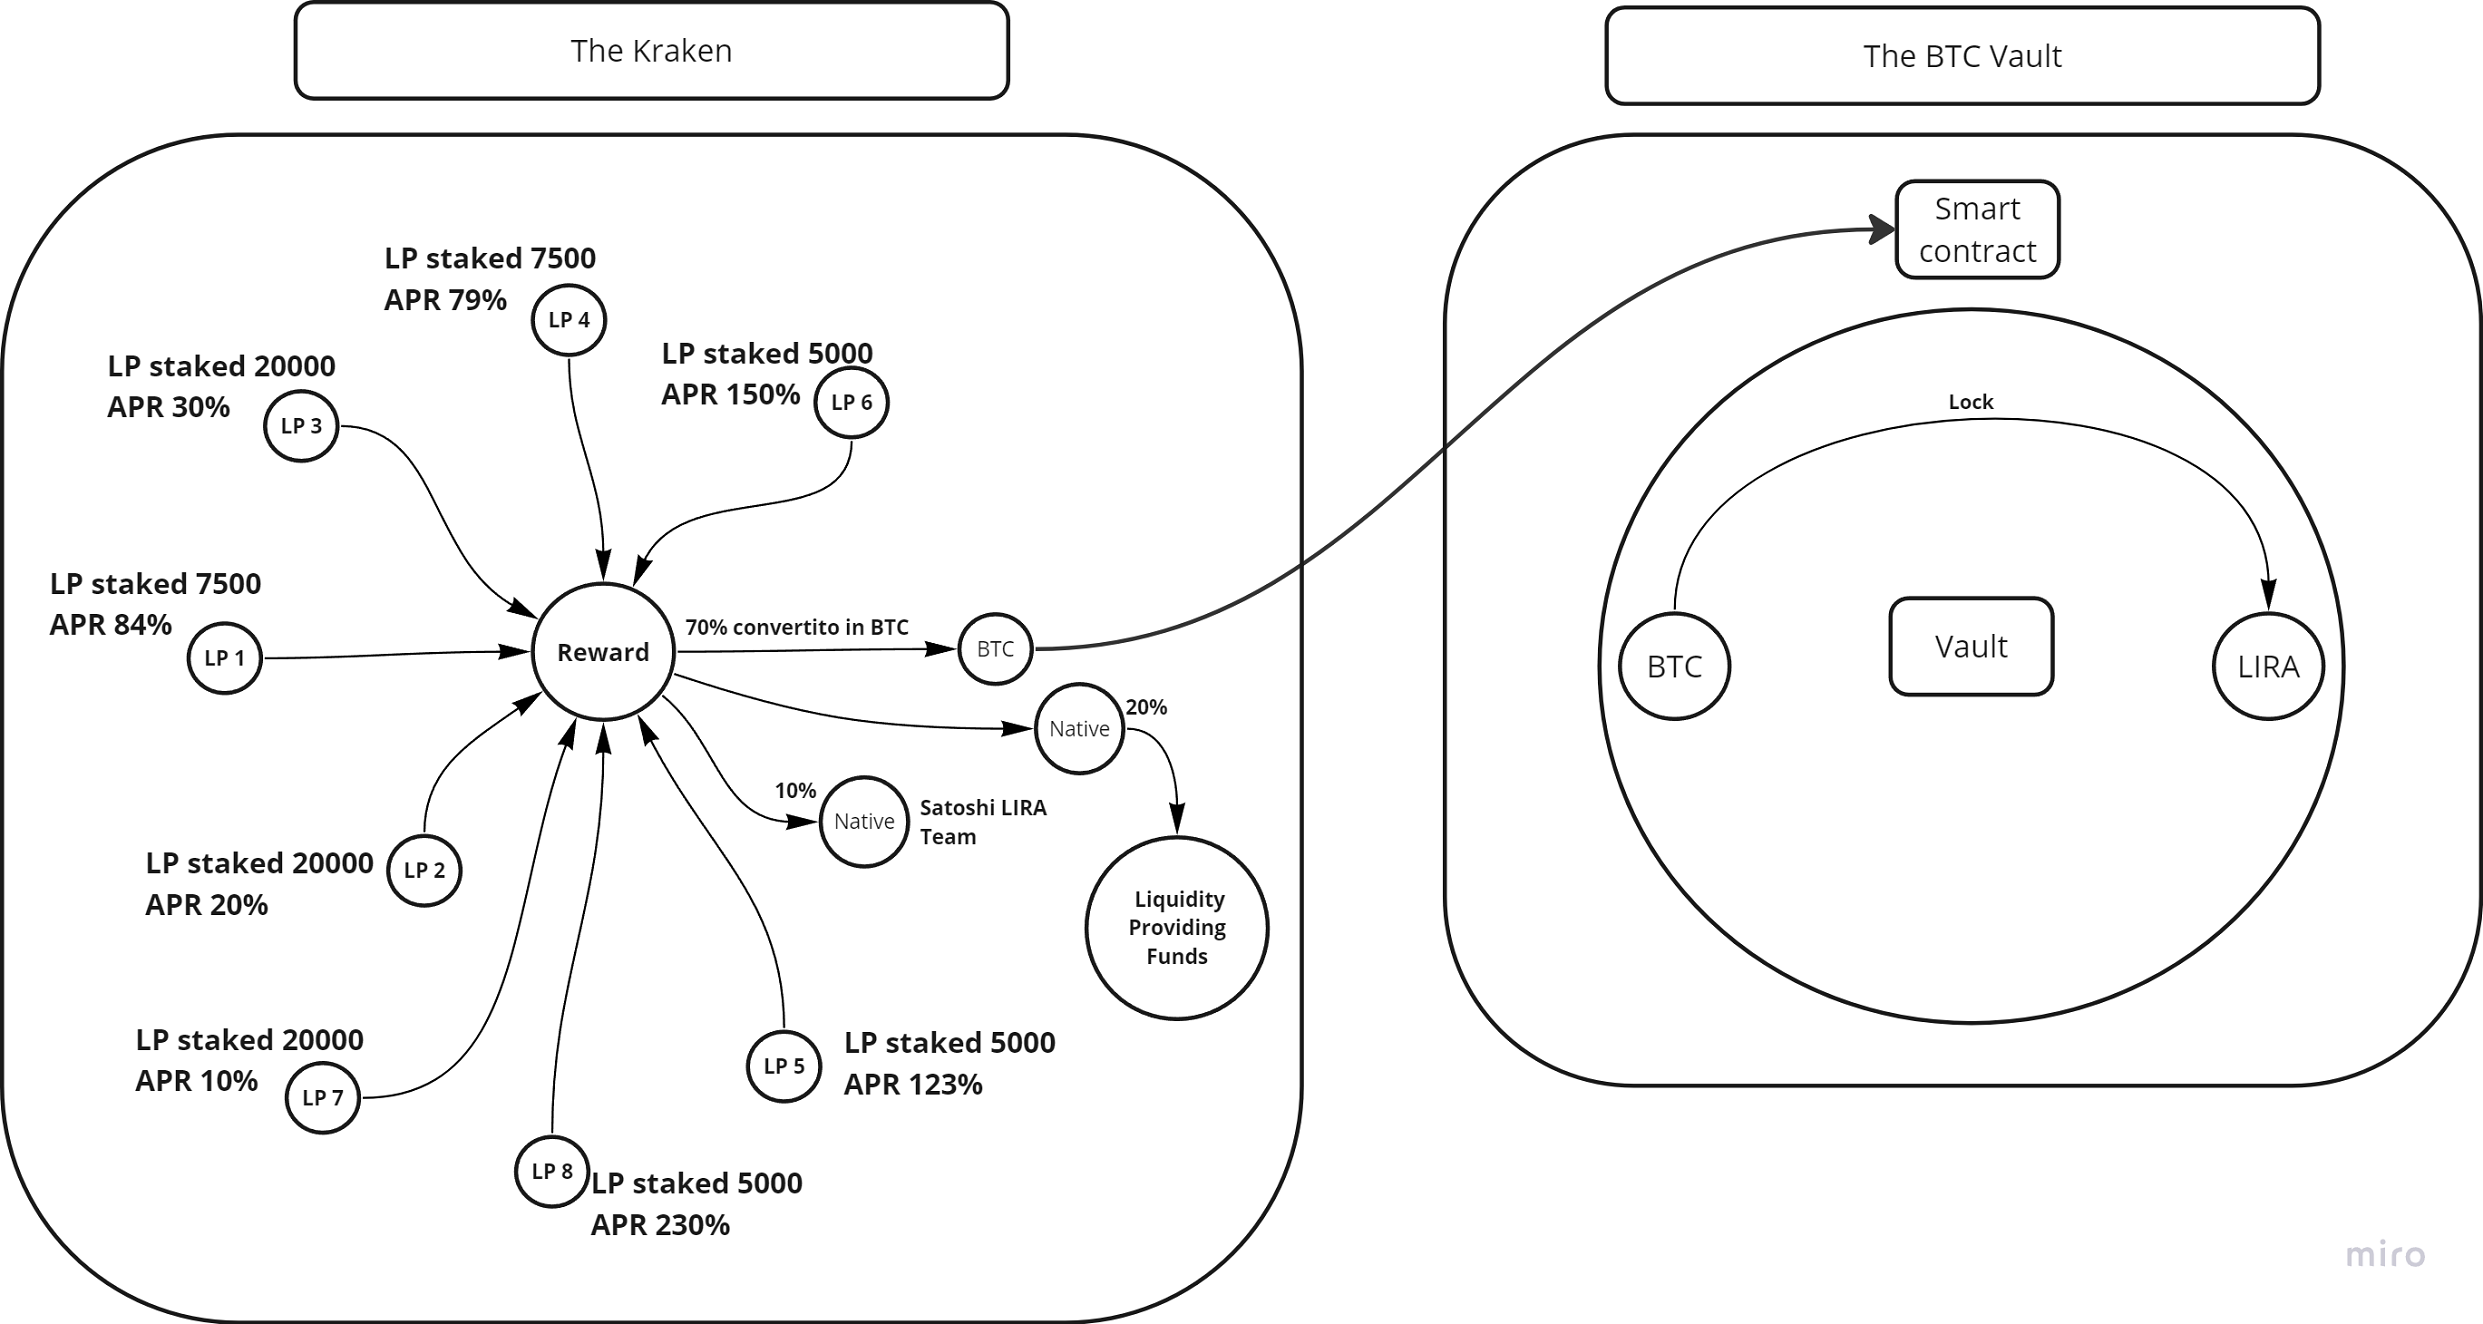 The Kraken
The BTC Vault
Smart
contract
LP staked 7500
APR 79%
LP 4
LP staked 5000
APR 150%
LP 6
LP staked 20000
APR 30%
LP 3
Lock
LP staked 7500
APR 84%
LP 1
Reward
70% convertito in BTC
BTC
BTC
Vault
LIRA
Native
20%
10%
Native
Satoshi LIRA
Team
LP staked 20000
APR 20%
LP 2
Liquidity
Providing
Funds
LP staked 20000
APR 10%
LP 7
LP 5
LP staked 5000
APR 123%
LP 8
LP staked 5000
APR 230%
miro